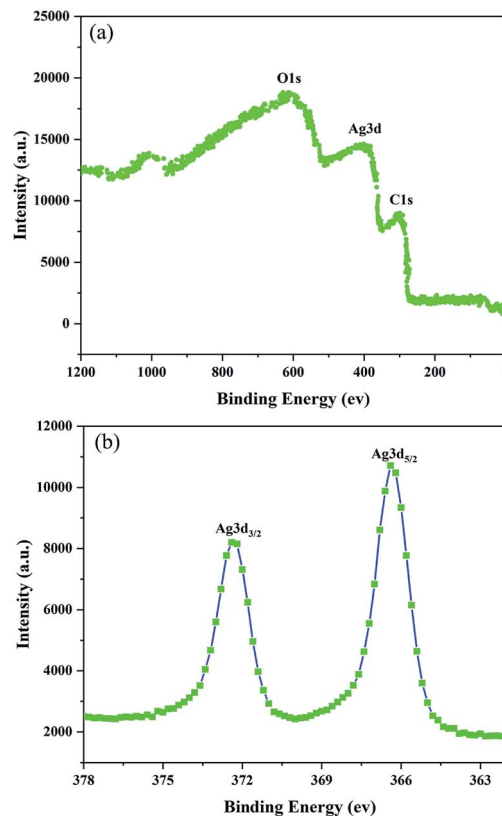 (a)
25000
20000
15000
10000
5000
0
Intensity (a.u.)
O1s
Ag3d
C1s
1200 1000 800 600 400 200
Binding Energy (ev)
(b)
12000
10000
8000
6000
4000
2000
Intensity (a.u.)
Ag3d3/2
Ag3d5/2
378 375 372 369 366 363
Binding Energy (ev)